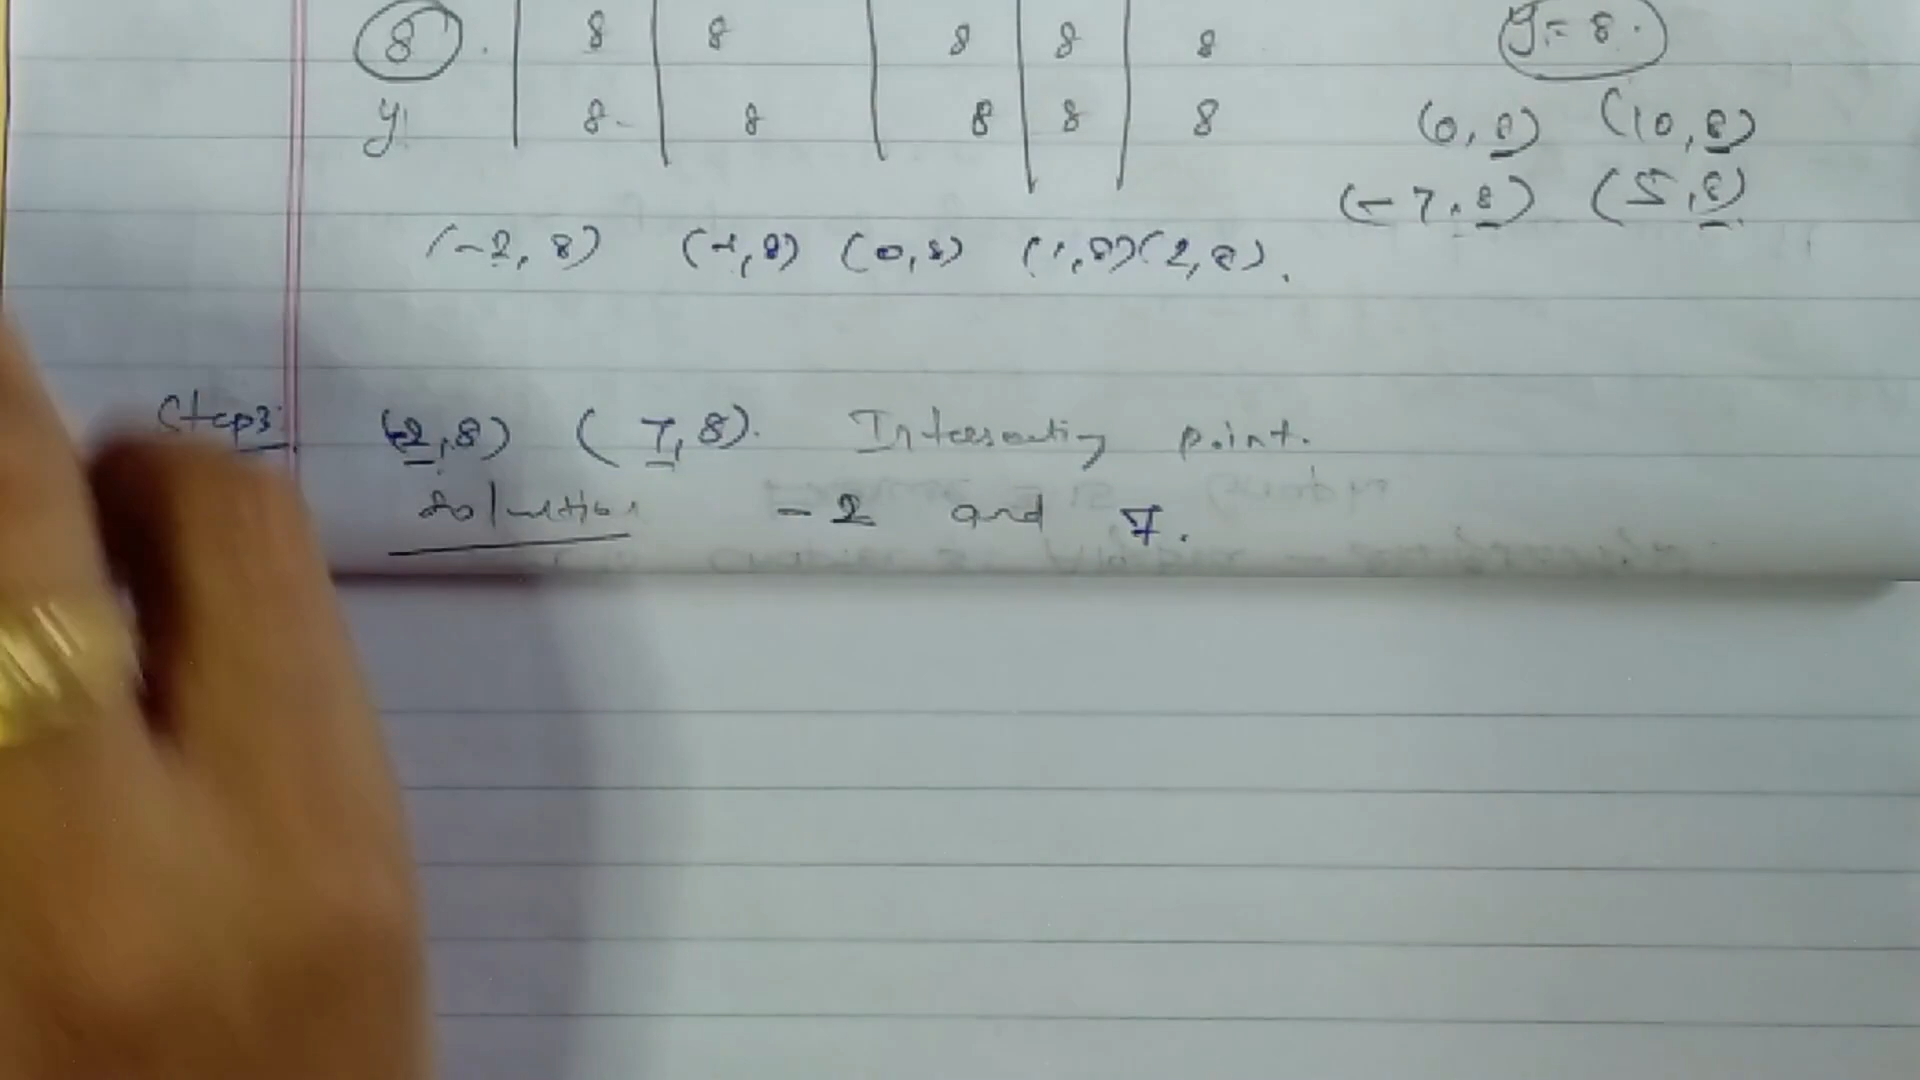 8 . 8 8 8 8 8 y = 8 .
y 8 8 8 8 8 (0,8) (10,8)
(-7,8) (5,8)
(-2,8) (-1,8) (0,8) (1,8) (2,8).
Step3: (-2,8) (7,8). Intersecting point.
Solution -2 and 7.